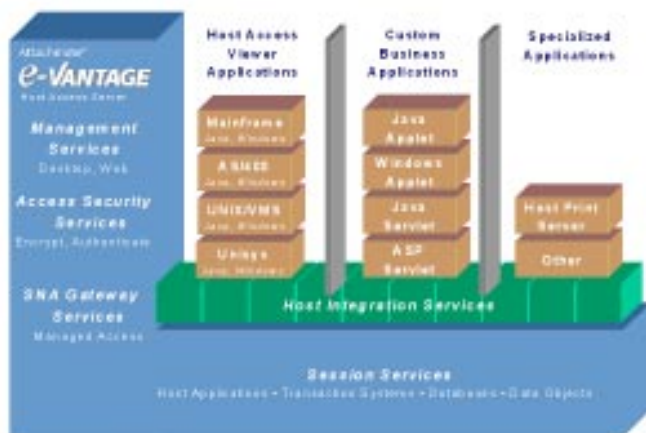 Attachmate
e-VANTAGE
Host Access Server
Management
Services
Desktop, Web
Access Security
Services
Encrypt, Authenticate
SNA Gateway
Services
Managed Access
Host Access
Viewer
Applications
Mainframe
Java, Windows
AS/400
Java, Windows
UNIX/VMS
Java, Windows
Unisys
Java, Windows
Custom
Business
Applications
Java
Applet
Windows
Applet
Java
Servlet
ASP
Servlet
Specialized
Applications
Host Print
Server
Other
Host Integration Services
Session Services
Host Applications • Transaction Systems • Databases • Data Objects